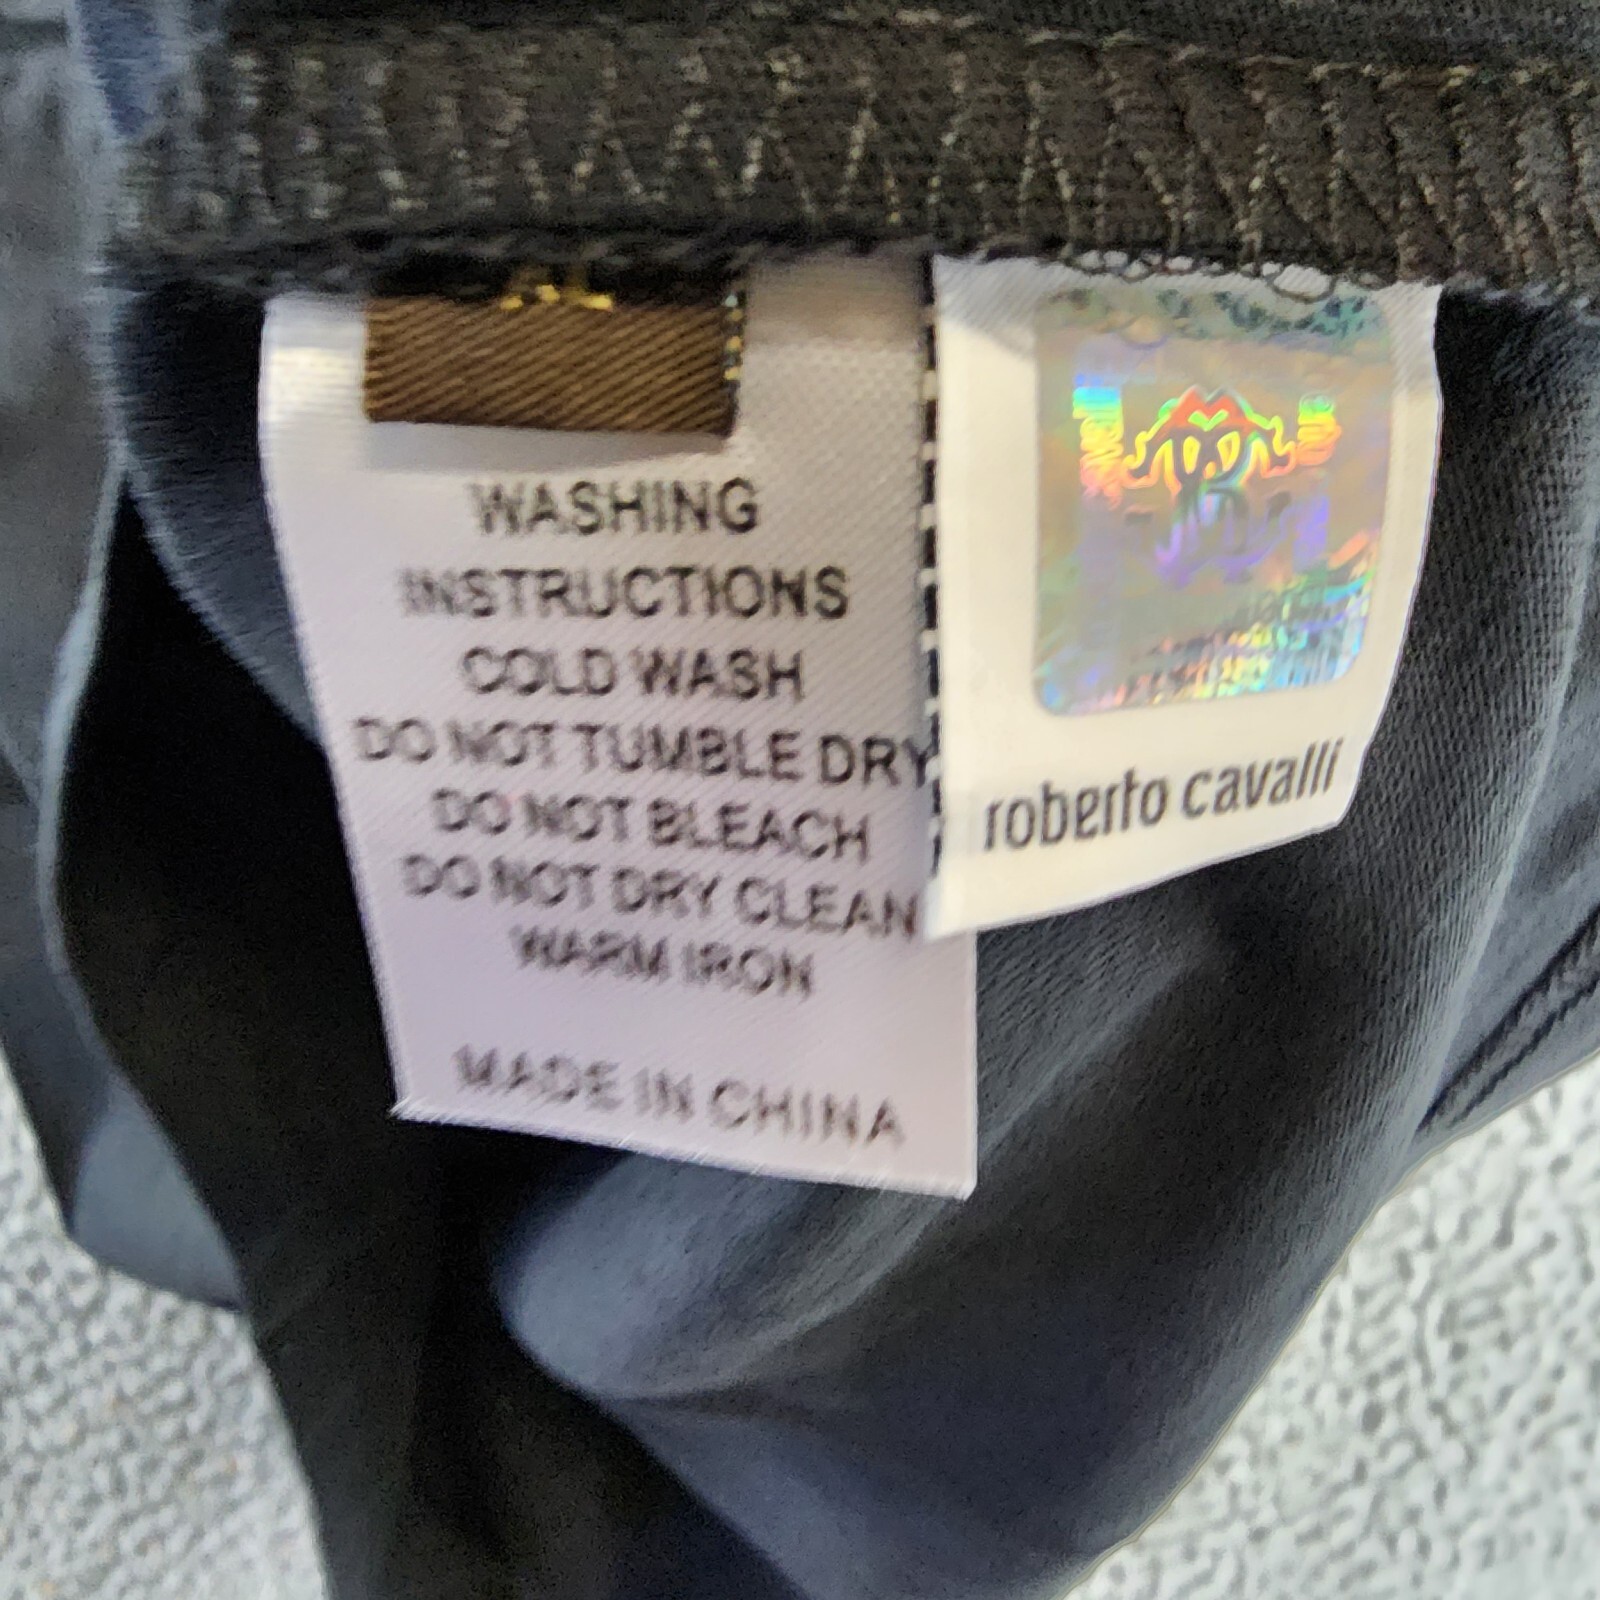 WASHING
INSTRUCTIONS
COLD WASH
DO NOT TUMBLE DRY
DO NOT BLEACH
DO NOT DRY CLEAN
WARM IRON
MADE IN CHINA
roberto cavalli